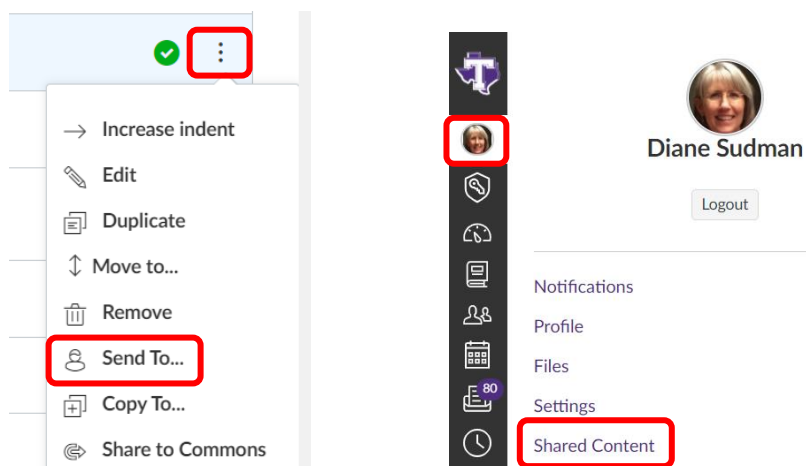 Increase indent
Edit
Duplicate
Move to...
Remove
Send To...
Copy To...
Share to Commons
T
80
Diane Sudman
Logout
Notifications
Profile
Files
Settings
Shared Content